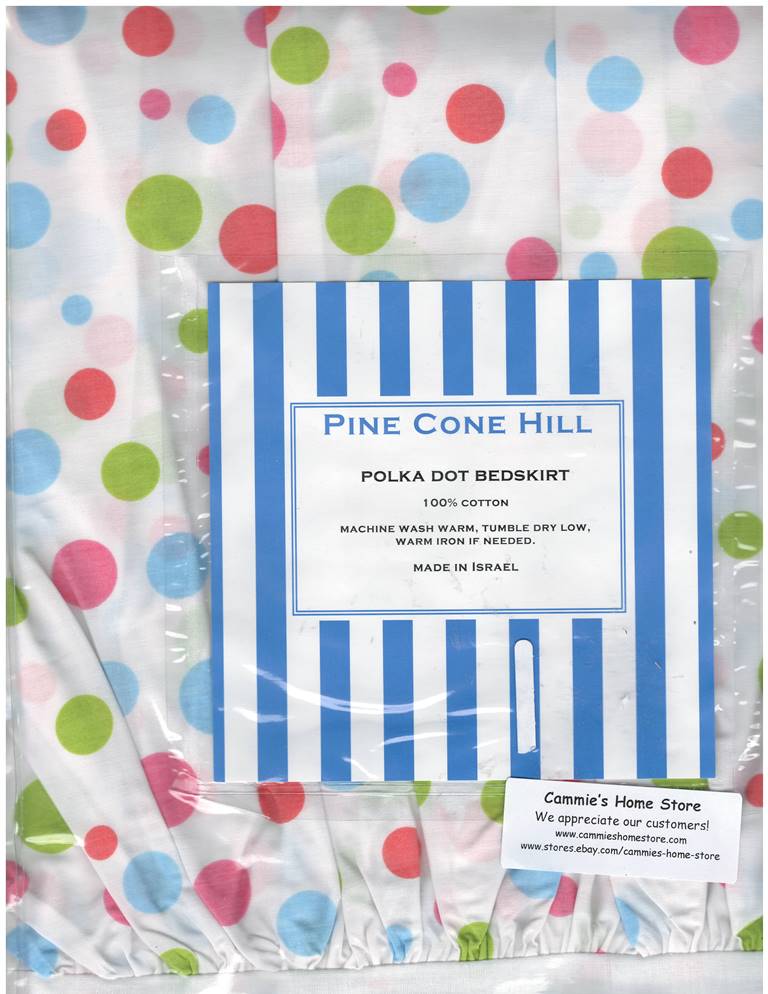 PINE CONE HILL
POLKA DOT BEDSKIRT
100% COTTON
MACHINE WASH WARM, TUMBLE DRY LOW,
WARM IRON IF NEEDED.
MADE IN ISRAEL
Cammie's Home Store
We appreciate our customers!
www.cammieshomestore.com
www.stores.ebay.com/cammies-home-store